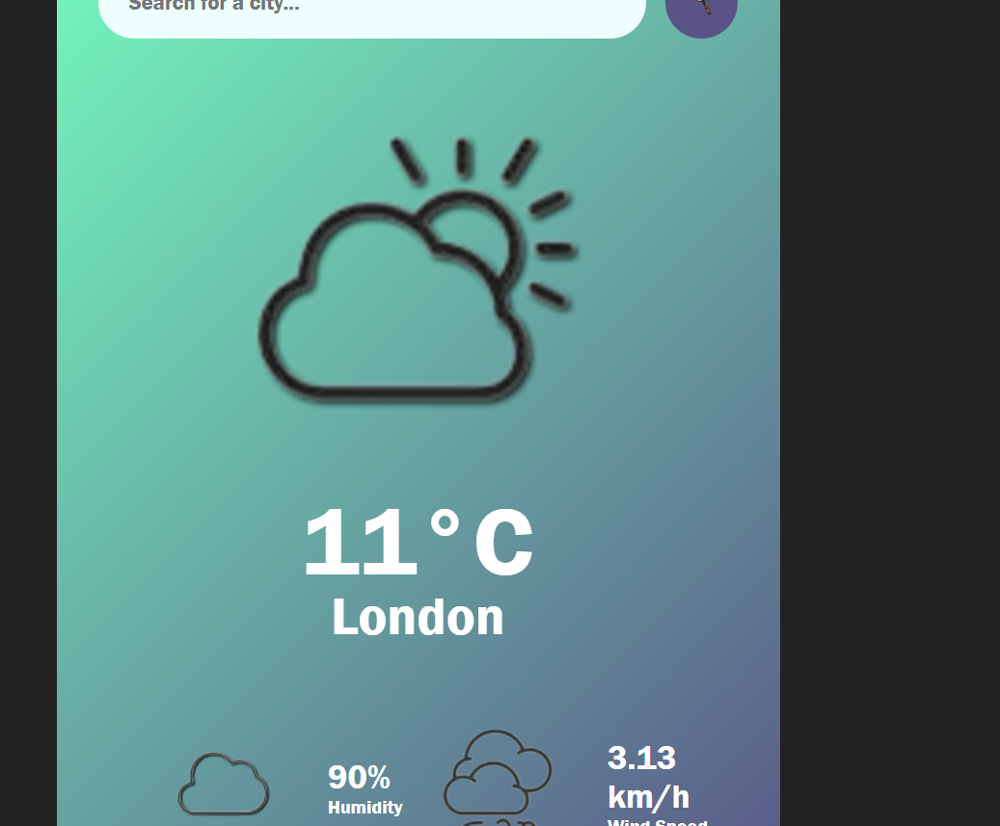 Search for a city...
11°C
London
90%
Humidity
3.13
km/h
Wind Speed